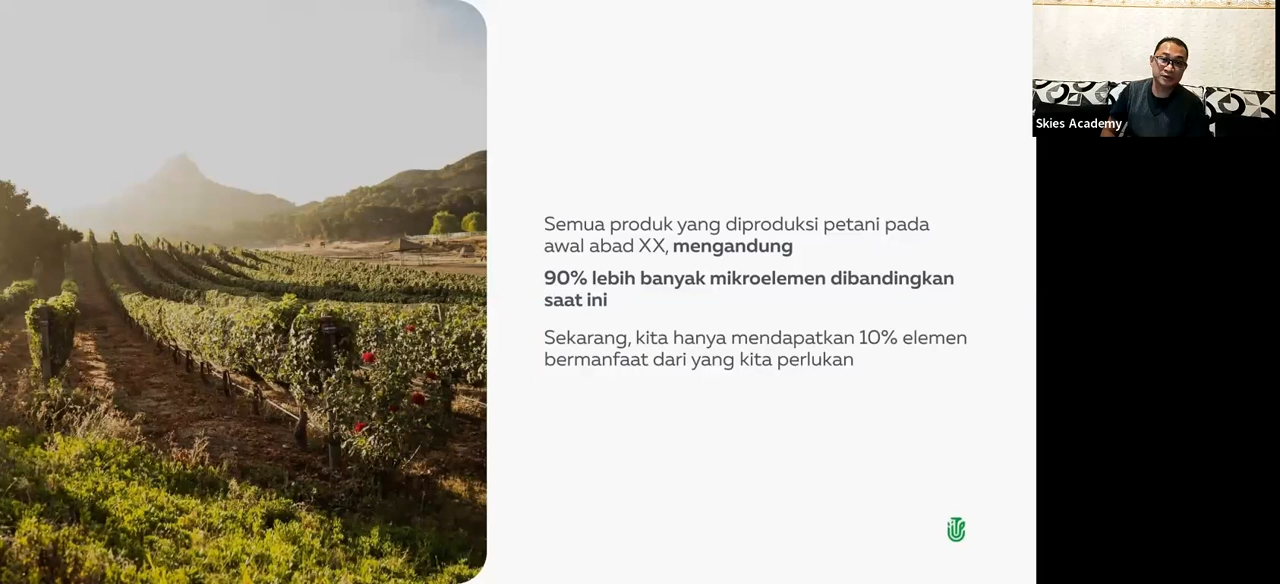 Semua produk yang diproduksi petani pada
awal abad XX, mengandung
90% lebih banyak mikroelemen dibandingkan
saat ini
Sekarang, kita hanya mendapatkan 10% elemen
bermanfaat dari yang kita perlukan
Skies Academy